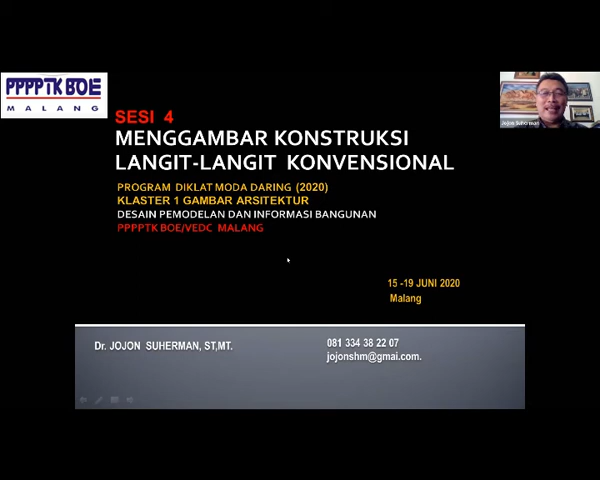 PPPPTK BOE
MALANG
Jojon Suherman
SESI 4
MENGGAMBAR KONSTRUKSI
LANGIT-LANGIT KONVENSIONAL
PROGRAM DIKLAT MODA DARING (2020)
KLASTER 1 GAMBAR ARSITEKTUR
DESAIN PEMODELAN DAN INFORMASI BANGUNAN
PPPPTK BOE/VEDC MALANG
15 -19 JUNI 2020
Malang
Dr. JOJON SUHERMAN, ST,MT.
081 334 38 22 07
jojonshm@gmai.com.